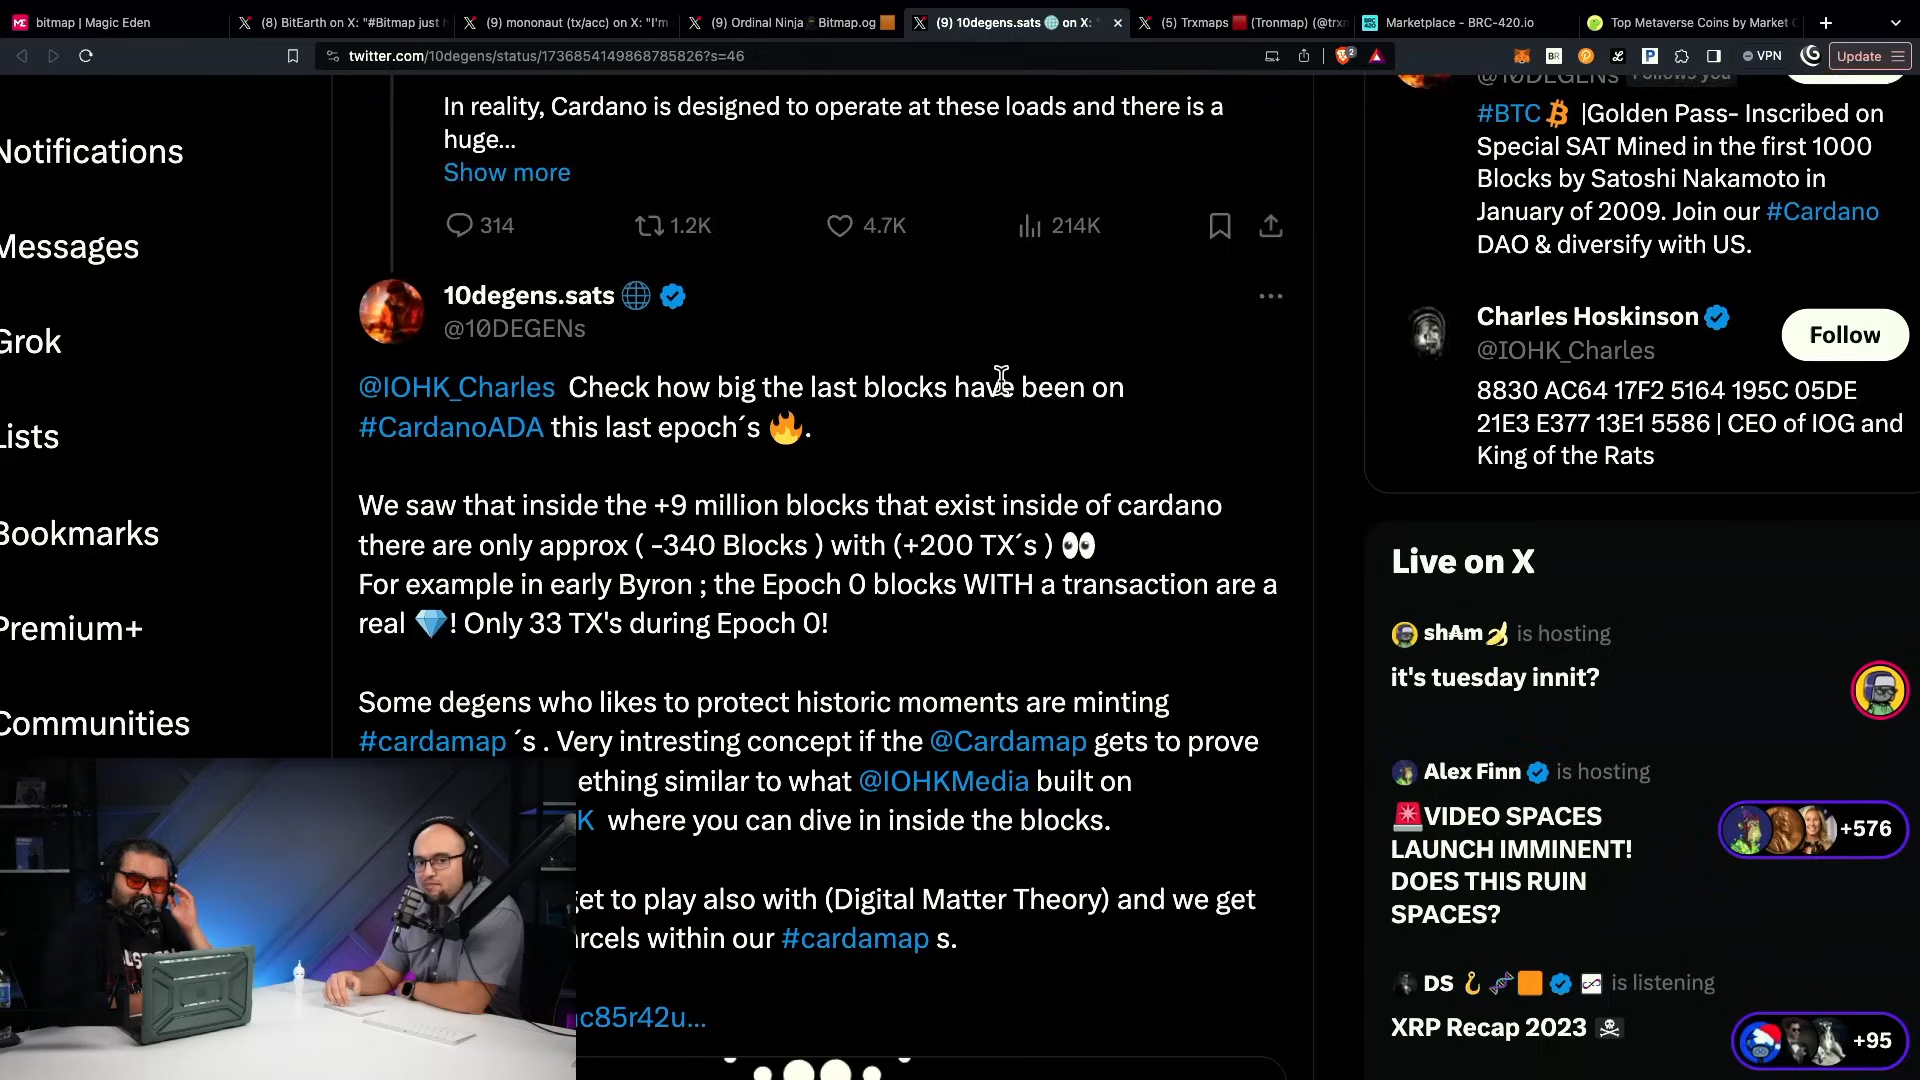 bitmap | Magic Eden
(8) BitEarth on X: "#Bitmap just h
(9) mononaut (tx/acc) on X: "I'm
(9) Ordinal Ninja Bitmap.og
(9) 10degens.sats 🌐 on X: "
(5) Trxmaps (Tronmap) (@trxn
Marketplace - BRC-420.io
Top Metaverse Coins by Market C
twitter.com/10degens/status/1736854149868785826?s=46
VPN
Update
Notifications
Messages
Grok
Lists
Bookmarks
Premium+
Communities
In reality, Cardano is designed to operate at these loads and there is a
huge...
Show more
314 1.2K 4.7K 214K
10degens.sats 🌐
@10DEGENs
@IOHK_Charles Check how big the last blocks have been on
#CardanoADA this last epoch´s 🔥.
We saw that inside the +9 million blocks that exist inside of cardano
there are only approx ( -340 Blocks ) with (+200 TX´s ) 👀
For example in early Byron ; the Epoch 0 blocks WITH a transaction are a
real 💎! Only 33 TX's during Epoch 0!
Some degens who likes to protect historic moments are minting
#cardamap ´s . Very intresting concept if the @Cardamap gets to prove
ething similar to what @IOHKMedia built on
K where you can dive in inside the blocks.
get to play also with (Digital Matter Theory) and we get
arcels within our #cardamap s.
c85r42u...
@10DEGENs Follows you
#BTC |Golden Pass- Inscribed on
Special SAT Mined in the first 1000
Blocks by Satoshi Nakamoto in
January of 2009. Join our #Cardano
DAO & diversify with US.
Charles Hoskinson
@IOHK_Charles
Follow
8830 AC64 17F2 5164 195C 05DE
21E3 E377 13E1 5586 | CEO of IOG and
King of the Rats
Live on X
shAm🍌 is hosting
it's tuesday innit?
Alex Finn is hosting
🚨VIDEO SPACES
LAUNCH IMMINENT!
DOES THIS RUIN
SPACES?
+576
DS 🪝🧬🟧 is listening
XRP Recap 2023 ☠
+95